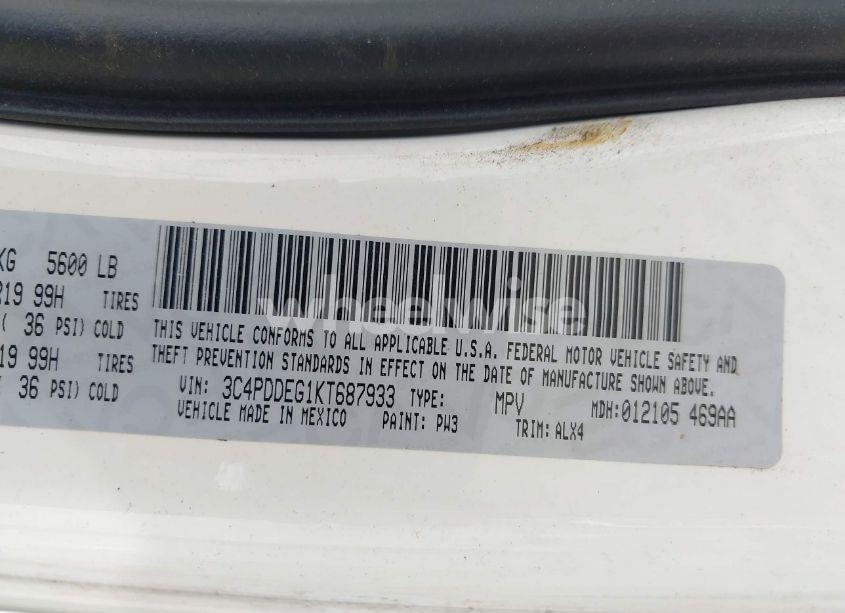 KG 5600 LB
R19 99H TIRES
( 36 PSI) COLD
19 99H TIRES
( 36 PSI) COLD
wheelwise
THIS VEHICLE CONFORMS TO ALL APPLICABLE U.S.A. FEDERAL MOTOR VEHICLE SAFETY AND
THEFT PREVENTION STANDARDS IN EFFECT ON THE DATE OF MANUFACTURE SHOWN ABOVE.
VIN: 3C4PDDEG1KT687933 TYPE: MPV MDH:012105 469AA
VEHICLE MADE IN MEXICO PAINT: PW3 TRIM: ALX4